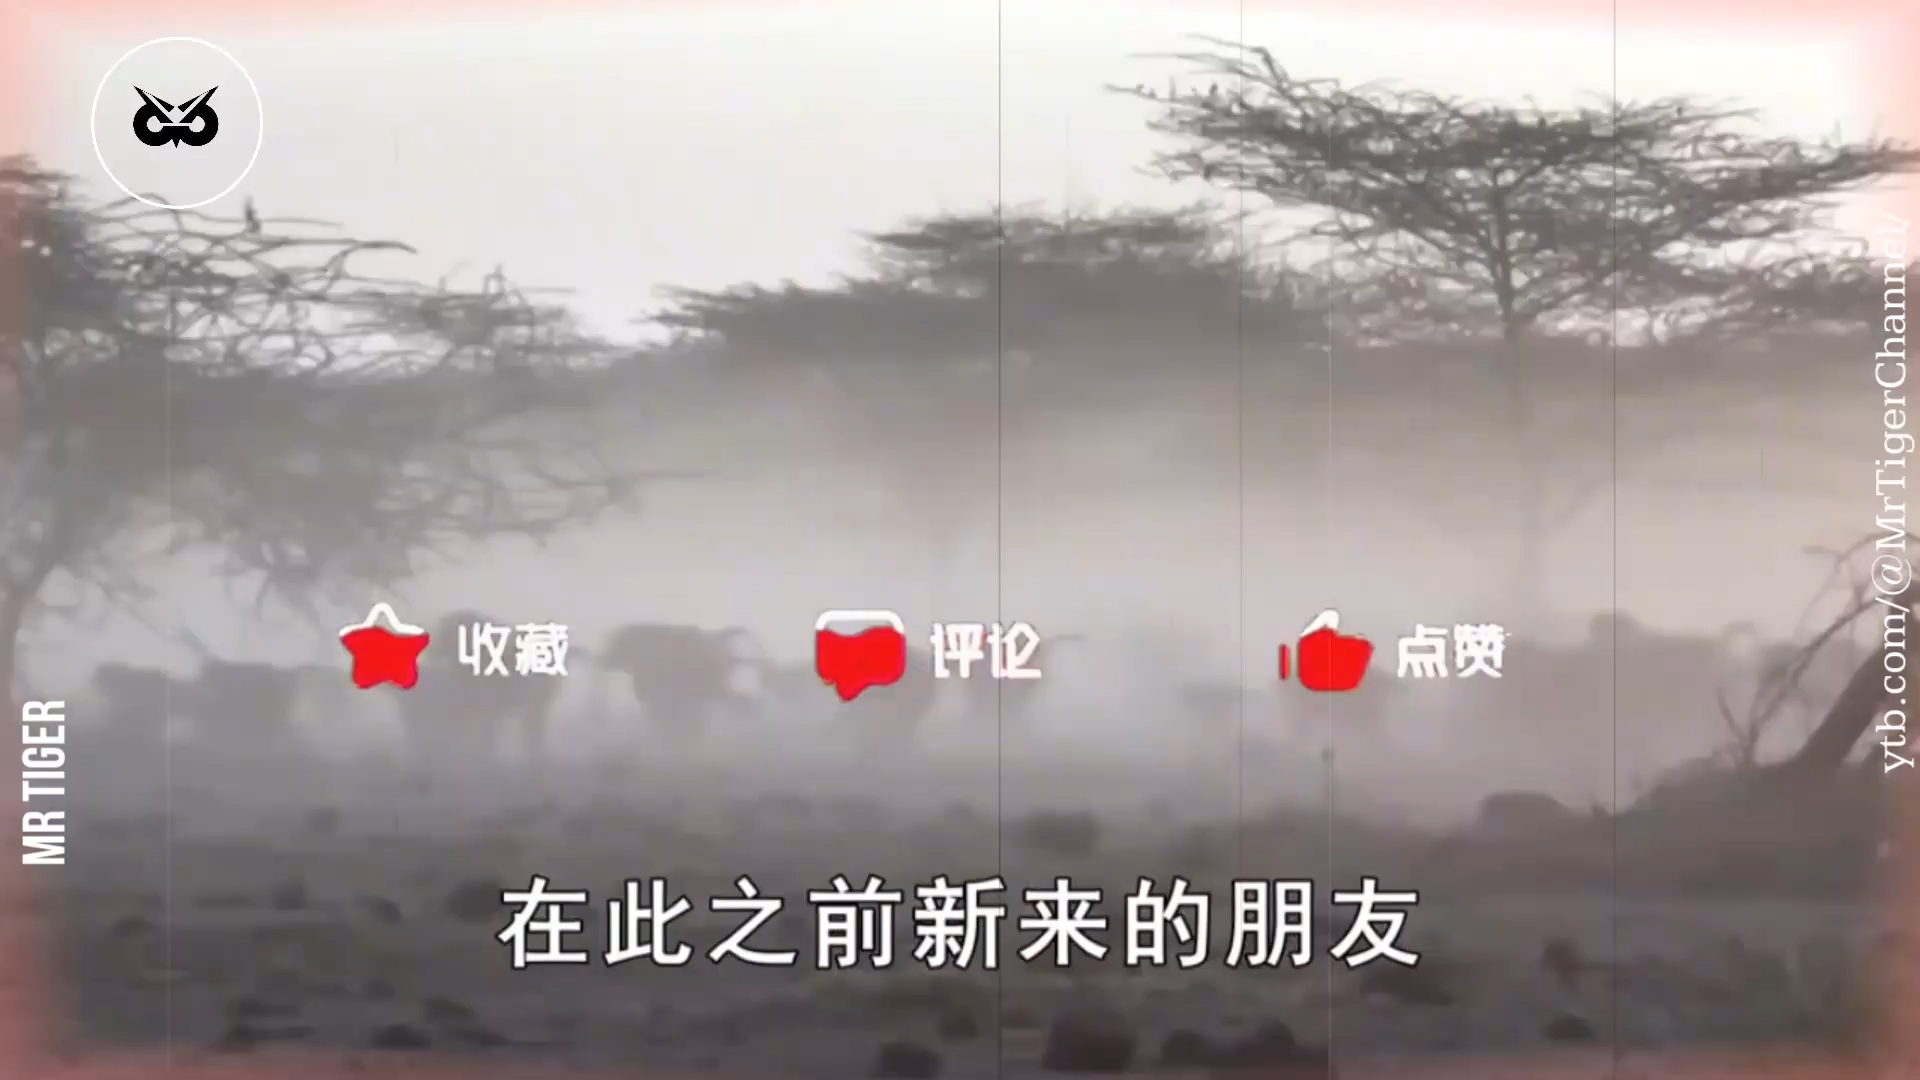 收藏
评论
点赞
在此之前新来的朋友
MR TIGER
ytb.com/@MrTigerChannel/